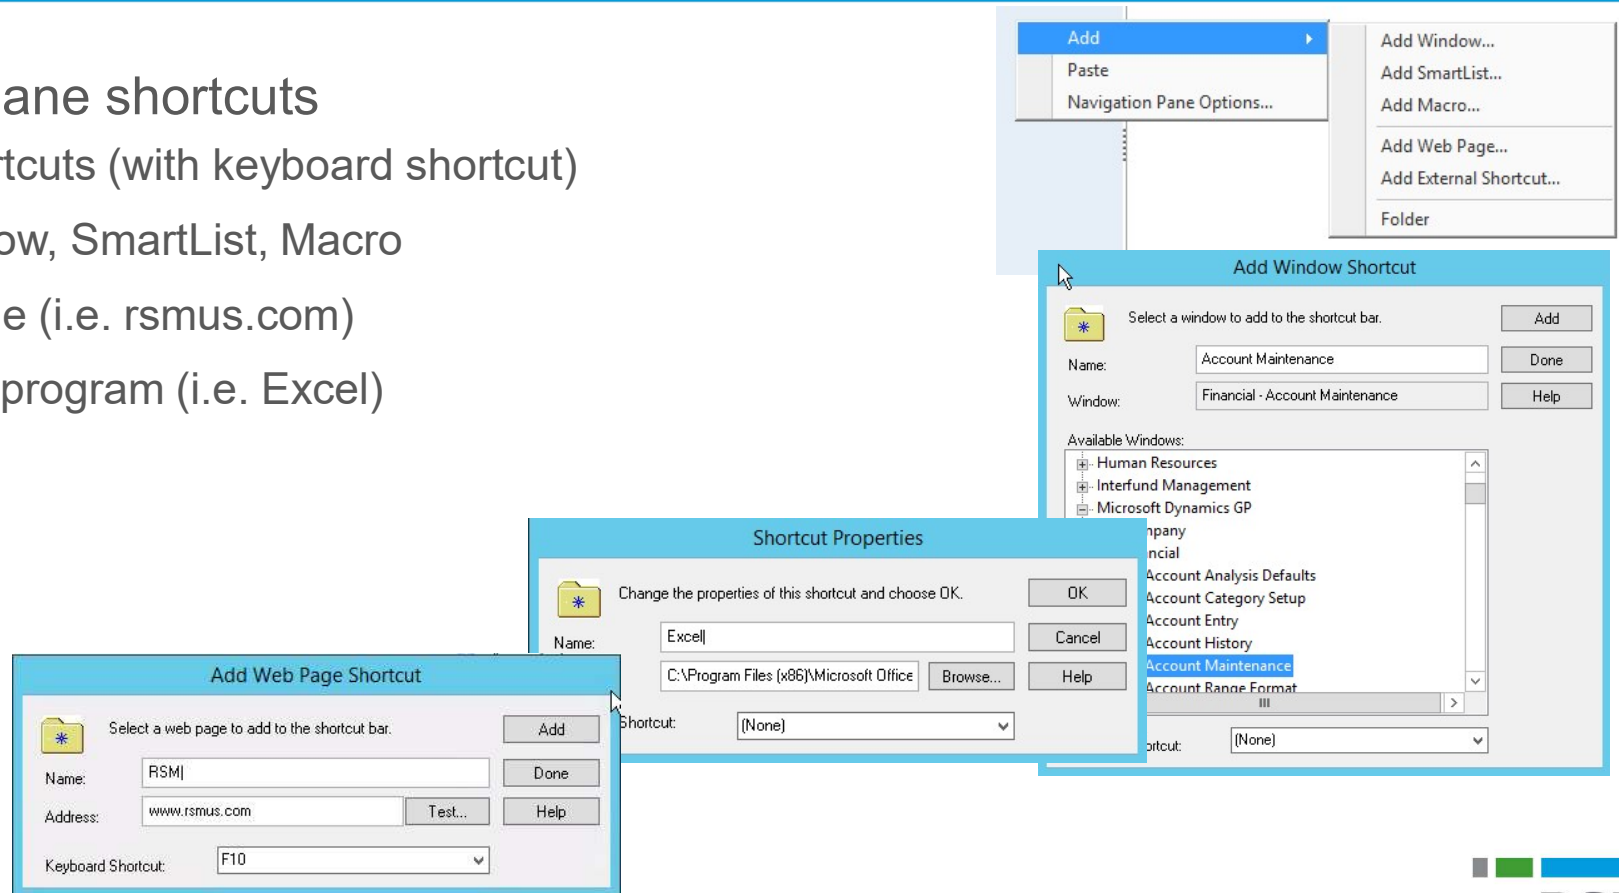 ane shortcuts
rtcuts (with keyboard shortcut)
ow, SmartList, Macro
e (i.e. rsmus.com)
program (i.e. Excel)
Add
Paste
Navigation Pane Options...
Add Window...
Add SmartList...
Add Macro...
Add Web Page...
Add External Shortcut...
Folder
Add Window Shortcut
Select a window to add to the shortcut bar.
Add
Name:
Account Maintenance
Done
Window:
Financial - Account Maintenance
Help
Available Windows:
Human Resources
Interfund Management
Microsoft Dynamics GP
mpany
ncial
Account Analysis Defaults
Account Category Setup
Account Entry
Account History
Account Maintenance
Account Range Format
ortcut:
(None)
Shortcut Properties
Change the properties of this shortcut and choose OK.
OK
Name:
Excel
Cancel
C:\Program Files (x86)\Microsoft Office
Browse...
Help
Shortcut:
(None)
Add Web Page Shortcut
Select a web page to add to the shortcut bar.
Add
Name:
RSM
Done
Address:
www.rsmus.com
Test...
Help
Keyboard Shortcut:
F10